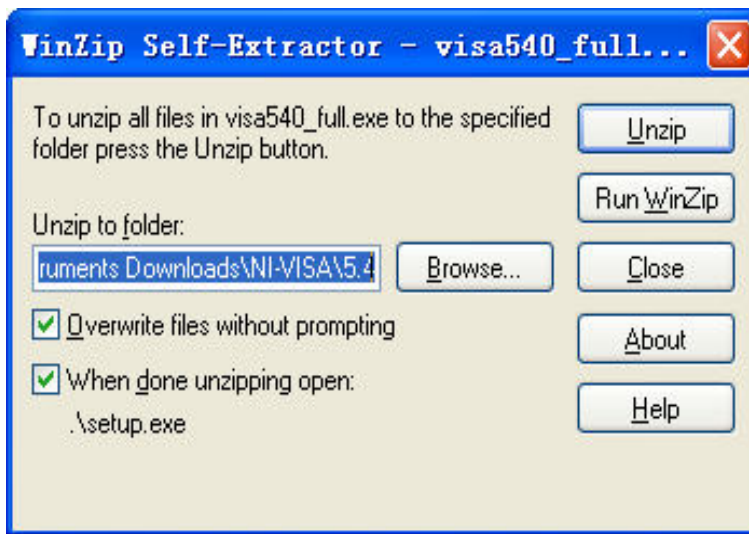 WinZip Self-Extractor - visa540_full...
To unzip all files in visa540_full.exe to the specified
folder press the Unzip button.
Unzip
Run WinZip
Unzip to folder:
ruments Downloads\NI-VISA\5.4
Browse...
Close
Overwrite files without prompting
About
When done unzipping open:
.\setup.exe
Help